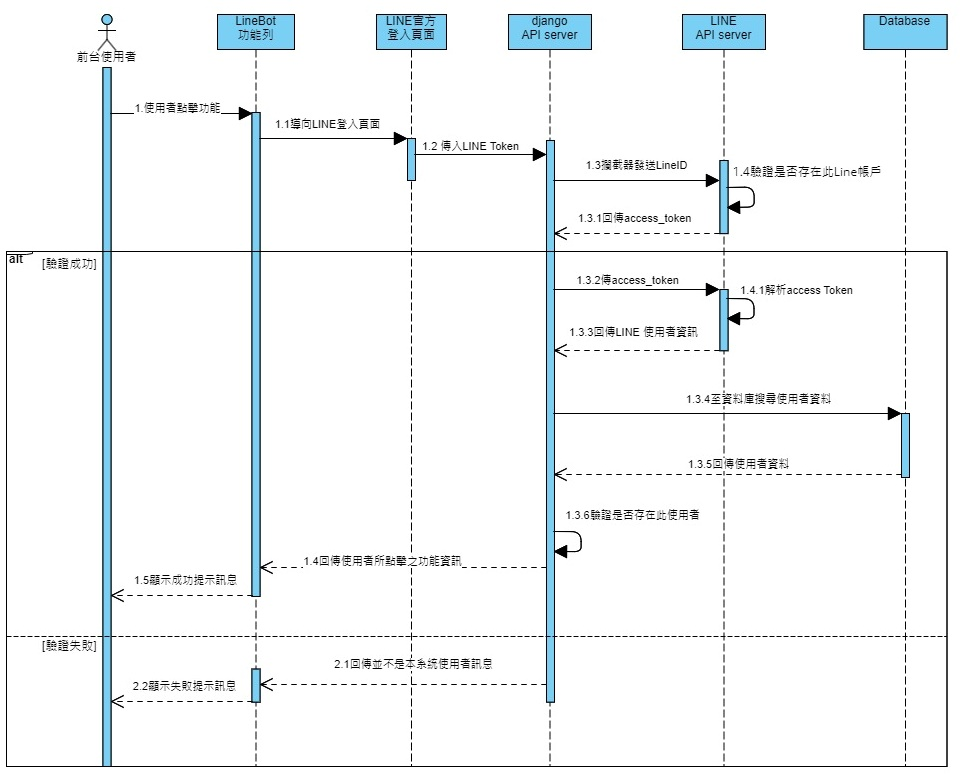 前台使用者
LineBot
功能列
LINE官方
登入頁面
django
API server
LINE
API server
Database
1.使用者點擊功能
1.1導向LINE登入頁面
1.2 傳入LINE Token
1.3攔截器發送LineID
1.4驗證是否存在此Line帳戶
1.3.1回傳access_token
alt
[驗證成功]
1.3.2傳access_token
1.4.1解析access Token
1.3.3回傳LINE 使用者資訊
1.3.4至資料庫搜尋使用者資料
1.3.5回傳使用者資料
1.3.6驗證是否存在此使用者
1.4回傳使用者所點擊之功能資訊
1.5顯示成功提示訊息
[驗證失敗]
2.1回傳並不是本系統使用者訊息
2.2顯示失敗提示訊息